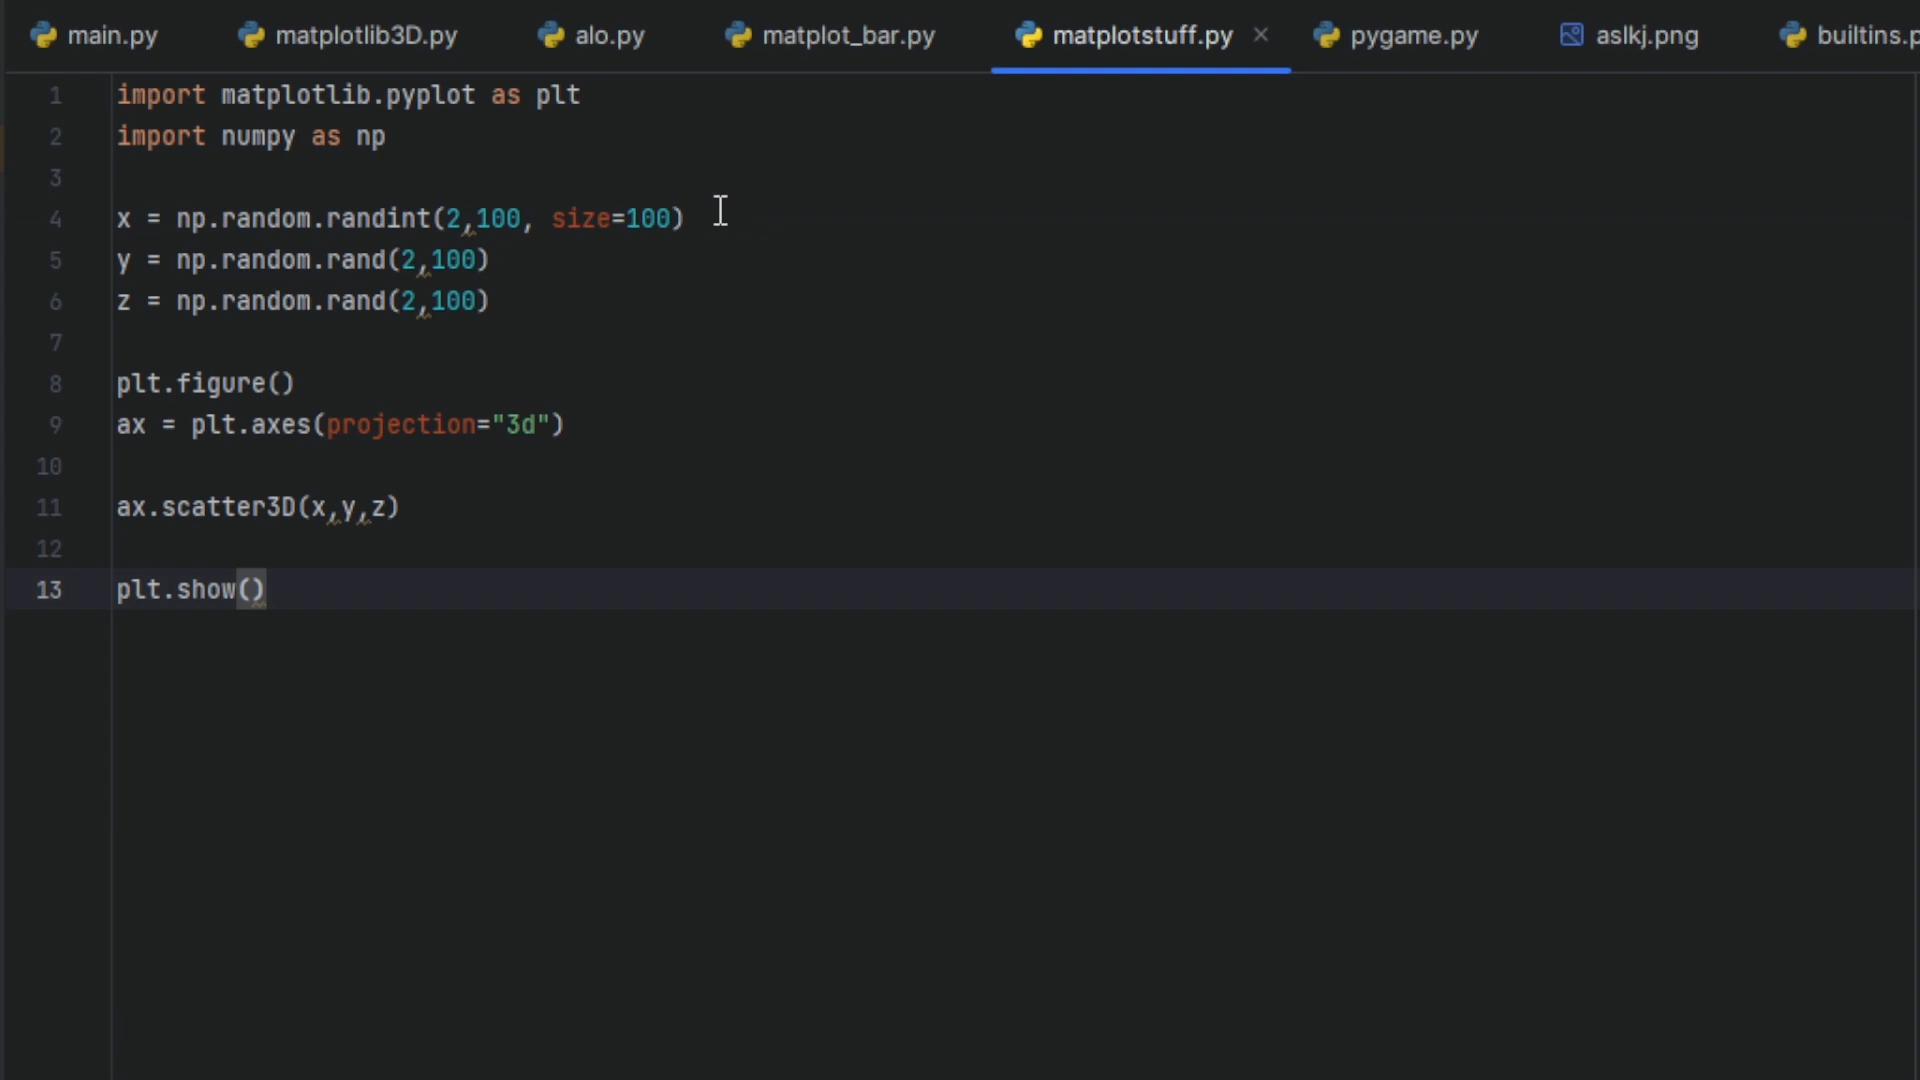 main.py matplotlib3D.py alo.py matplot_bar.py matplotstuff.py × pygame.py aslkj.png builtins.p
1 import matplotlib.pyplot as plt
2 import numpy as np
3
4 x = np.random.randint(2,100, size=100)
5 y = np.random.rand(2,100)
6 z = np.random.rand(2,100)
7
8 plt.figure()
9 ax = plt.axes(projection="3d")
10
11 ax.scatter3D(x,y,z)
12
13 plt.show()